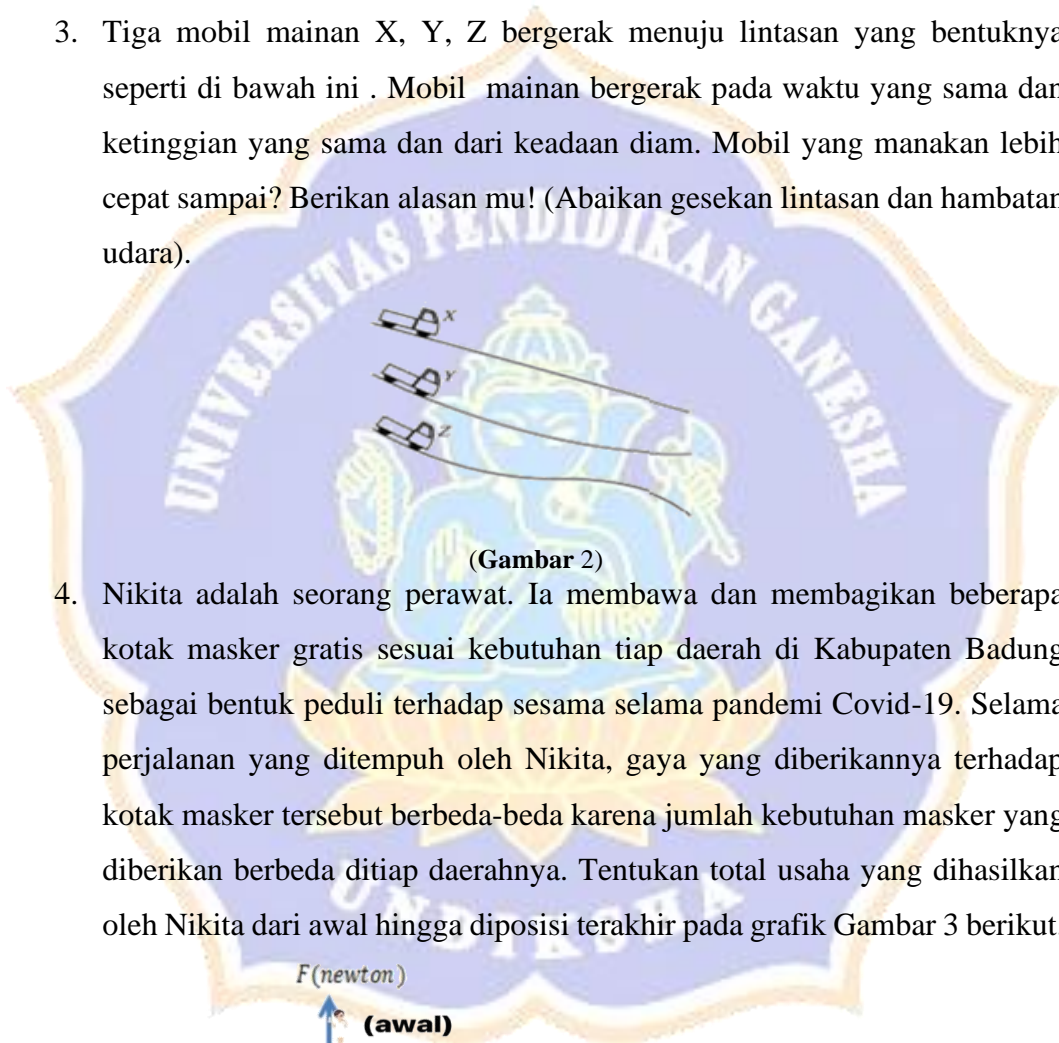 3. Tiga mobil mainan X, Y, Z bergerak menuju lintasan yang bentuknya
seperti di bawah ini . Mobil mainan bergerak pada waktu yang sama dan
ketinggian yang sama dan dari keadaan diam. Mobil yang manakan lebih
cepat sampai? Berikan alasan mu! (Abaikan gesekan lintasan dan hambatan
udara).
UNIVERSITAS PENDIDIKAN GANESHA
X
Y
Z
(Gambar 2)
4. Nikita adalah seorang perawat. Ia membawa dan membagikan beberapa
kotak masker gratis sesuai kebutuhan tiap daerah di Kabupaten Badung
sebagai bentuk peduli terhadap sesama selama pandemi Covid-19. Selama
perjalanan yang ditempuh oleh Nikita, gaya yang diberikannya terhadap
kotak masker tersebut berbeda-beda karena jumlah kebutuhan masker yang
diberikan berbeda ditiap daerahnya. Tentukan total usaha yang dihasilkan
oleh Nikita dari awal hingga diposisi terakhir pada grafik Gambar 3 berikut.
UNDIKSHA
F(newton)
(awal)